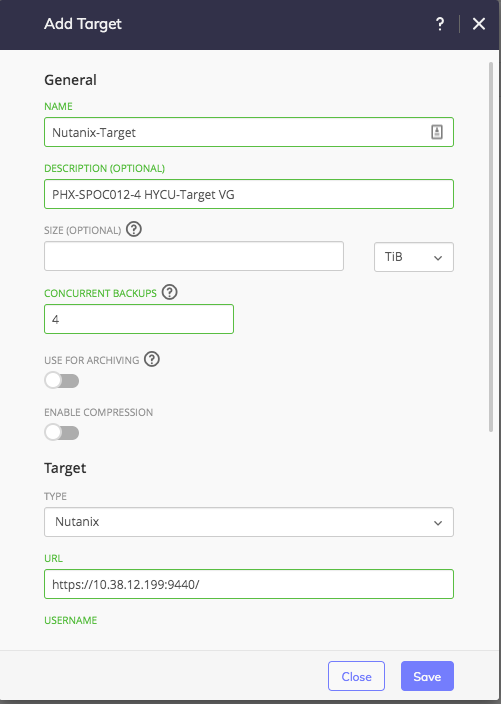 Add Target ? ✕
General
NAME
Nutanix-Target
DESCRIPTION (OPTIONAL)
PHX-SPOC012-4 HYCU-Target VG
SIZE (OPTIONAL) ?
TiB
CONCURRENT BACKUPS ?
4
USE FOR ARCHIVING ?
ENABLE COMPRESSION
Target
TYPE
Nutanix
URL
https://10.38.12.199:9440/
USERNAME
Close Save